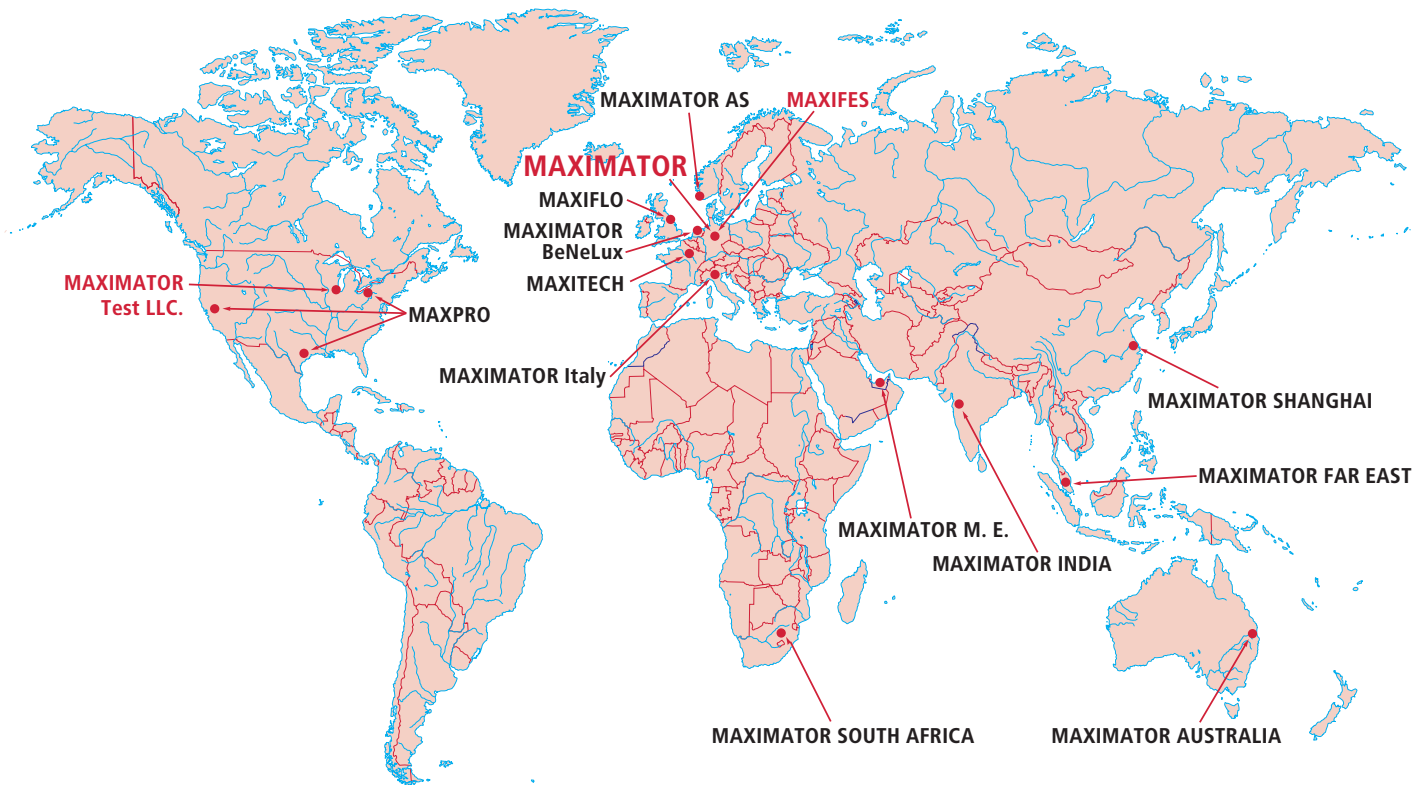 MAXIMATOR AS
MAXIFES
MAXIMATOR
MAXIFLO
MAXIMATOR
BeNeLux
MAXITECH
MAXIMATOR
Test LLC.
MAXPRO
MAXIMATOR Italy
MAXIMATOR SHANGHAI
MAXIMATOR FAR EAST
MAXIMATOR M. E.
MAXIMATOR INDIA
MAXIMATOR SOUTH AFRICA
MAXIMATOR AUSTRALIA